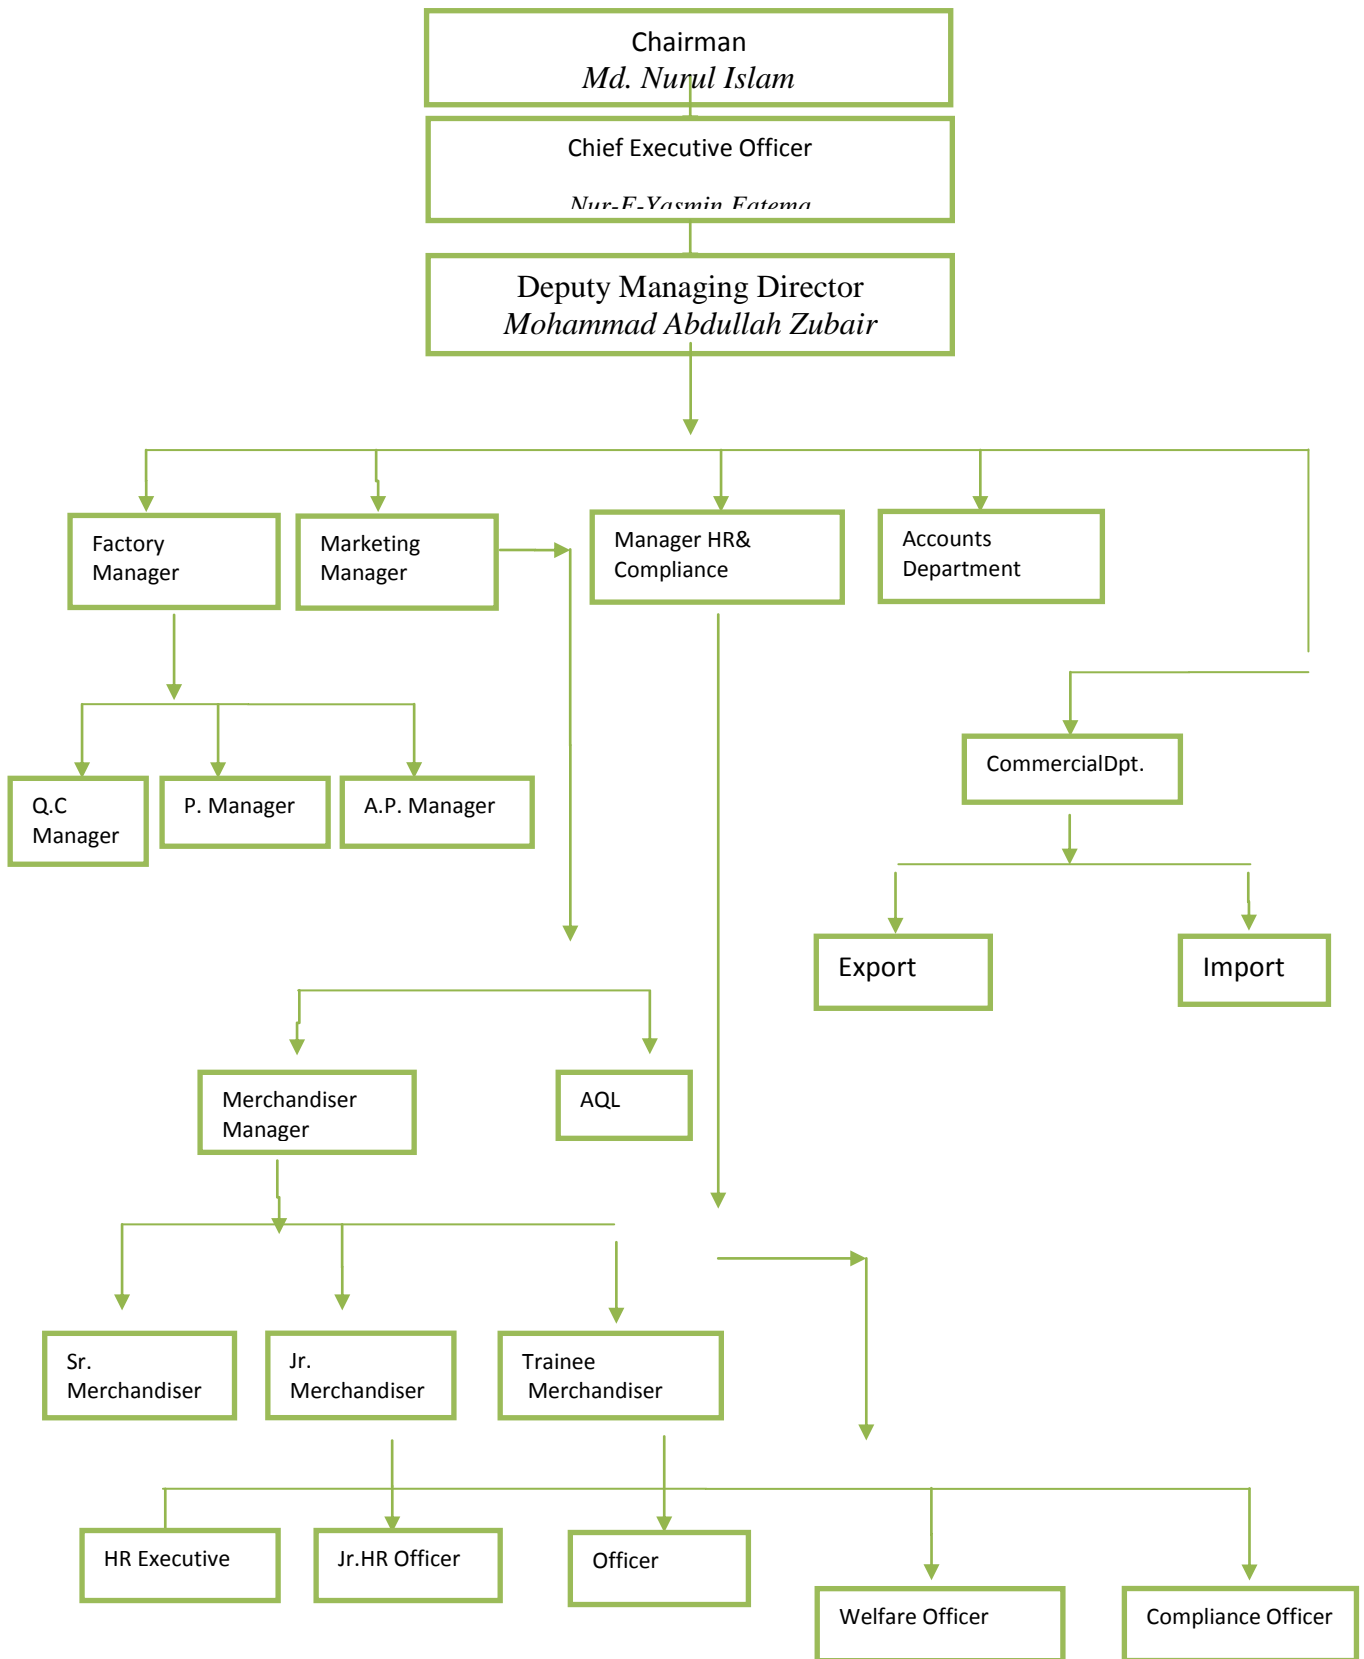 Chairman
Md. Nurul Islam
Chief Executive Officer
Nur-E-Yasmin Fatema
Deputy Managing Director
Mohammad Abdullah Zubair
Factory
Manager
Marketing
Manager
Manager HR&
Compliance
Accounts
Department
CommercialDpt.
Q.C
Manager
P. Manager
A.P. Manager
Export
Import
Merchandiser
Manager
AQL
Sr.
Merchandiser
Jr.
Merchandiser
Trainee
Merchandiser
HR Executive
Jr.HR Officer
Officer
Welfare Officer
Compliance Officer